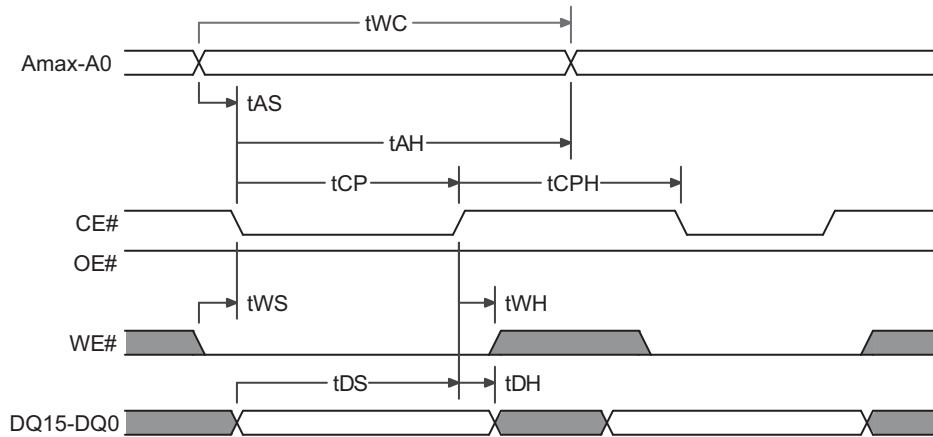 tWC
Amax-A0
tAS
tAH
tCP
tCPH
CE#
OE#
tWS
tWH
WE#
tDS
tDH
DQ15-DQ0